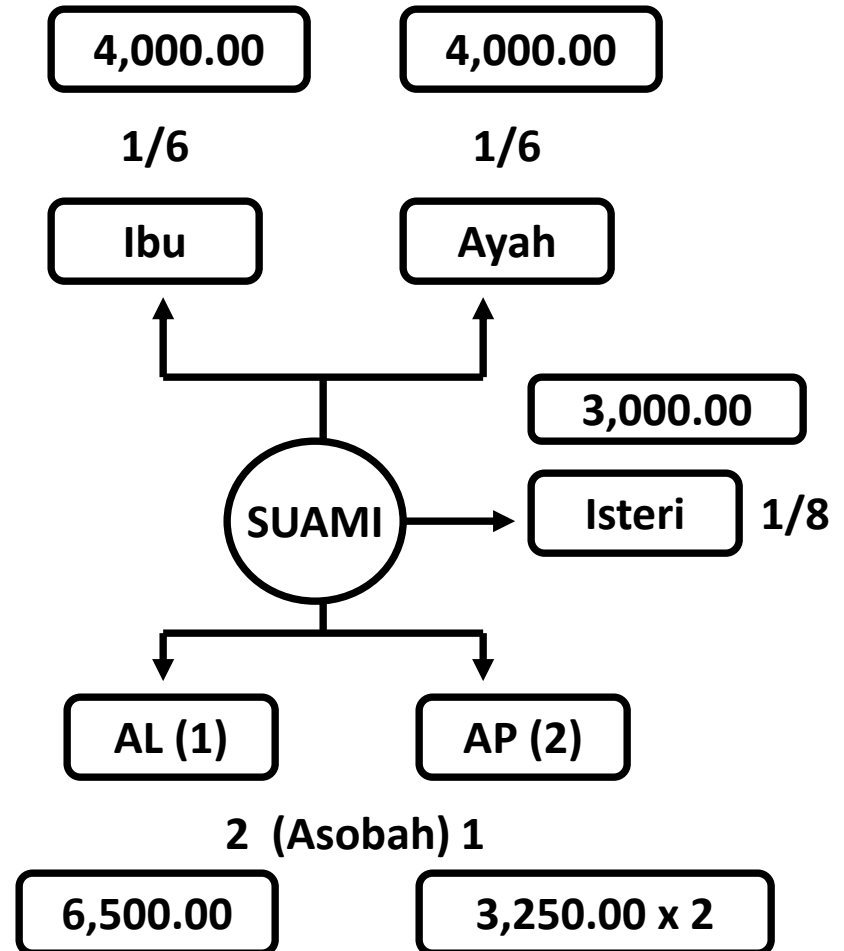 4,000.00 4,000.00
1/6 1/6
Ibu Ayah
3,000.00
SUAMI Isteri 1/8
AL (1) AP (2)
2 (Asobah) 1
6,500.00 3,250.00 x 2